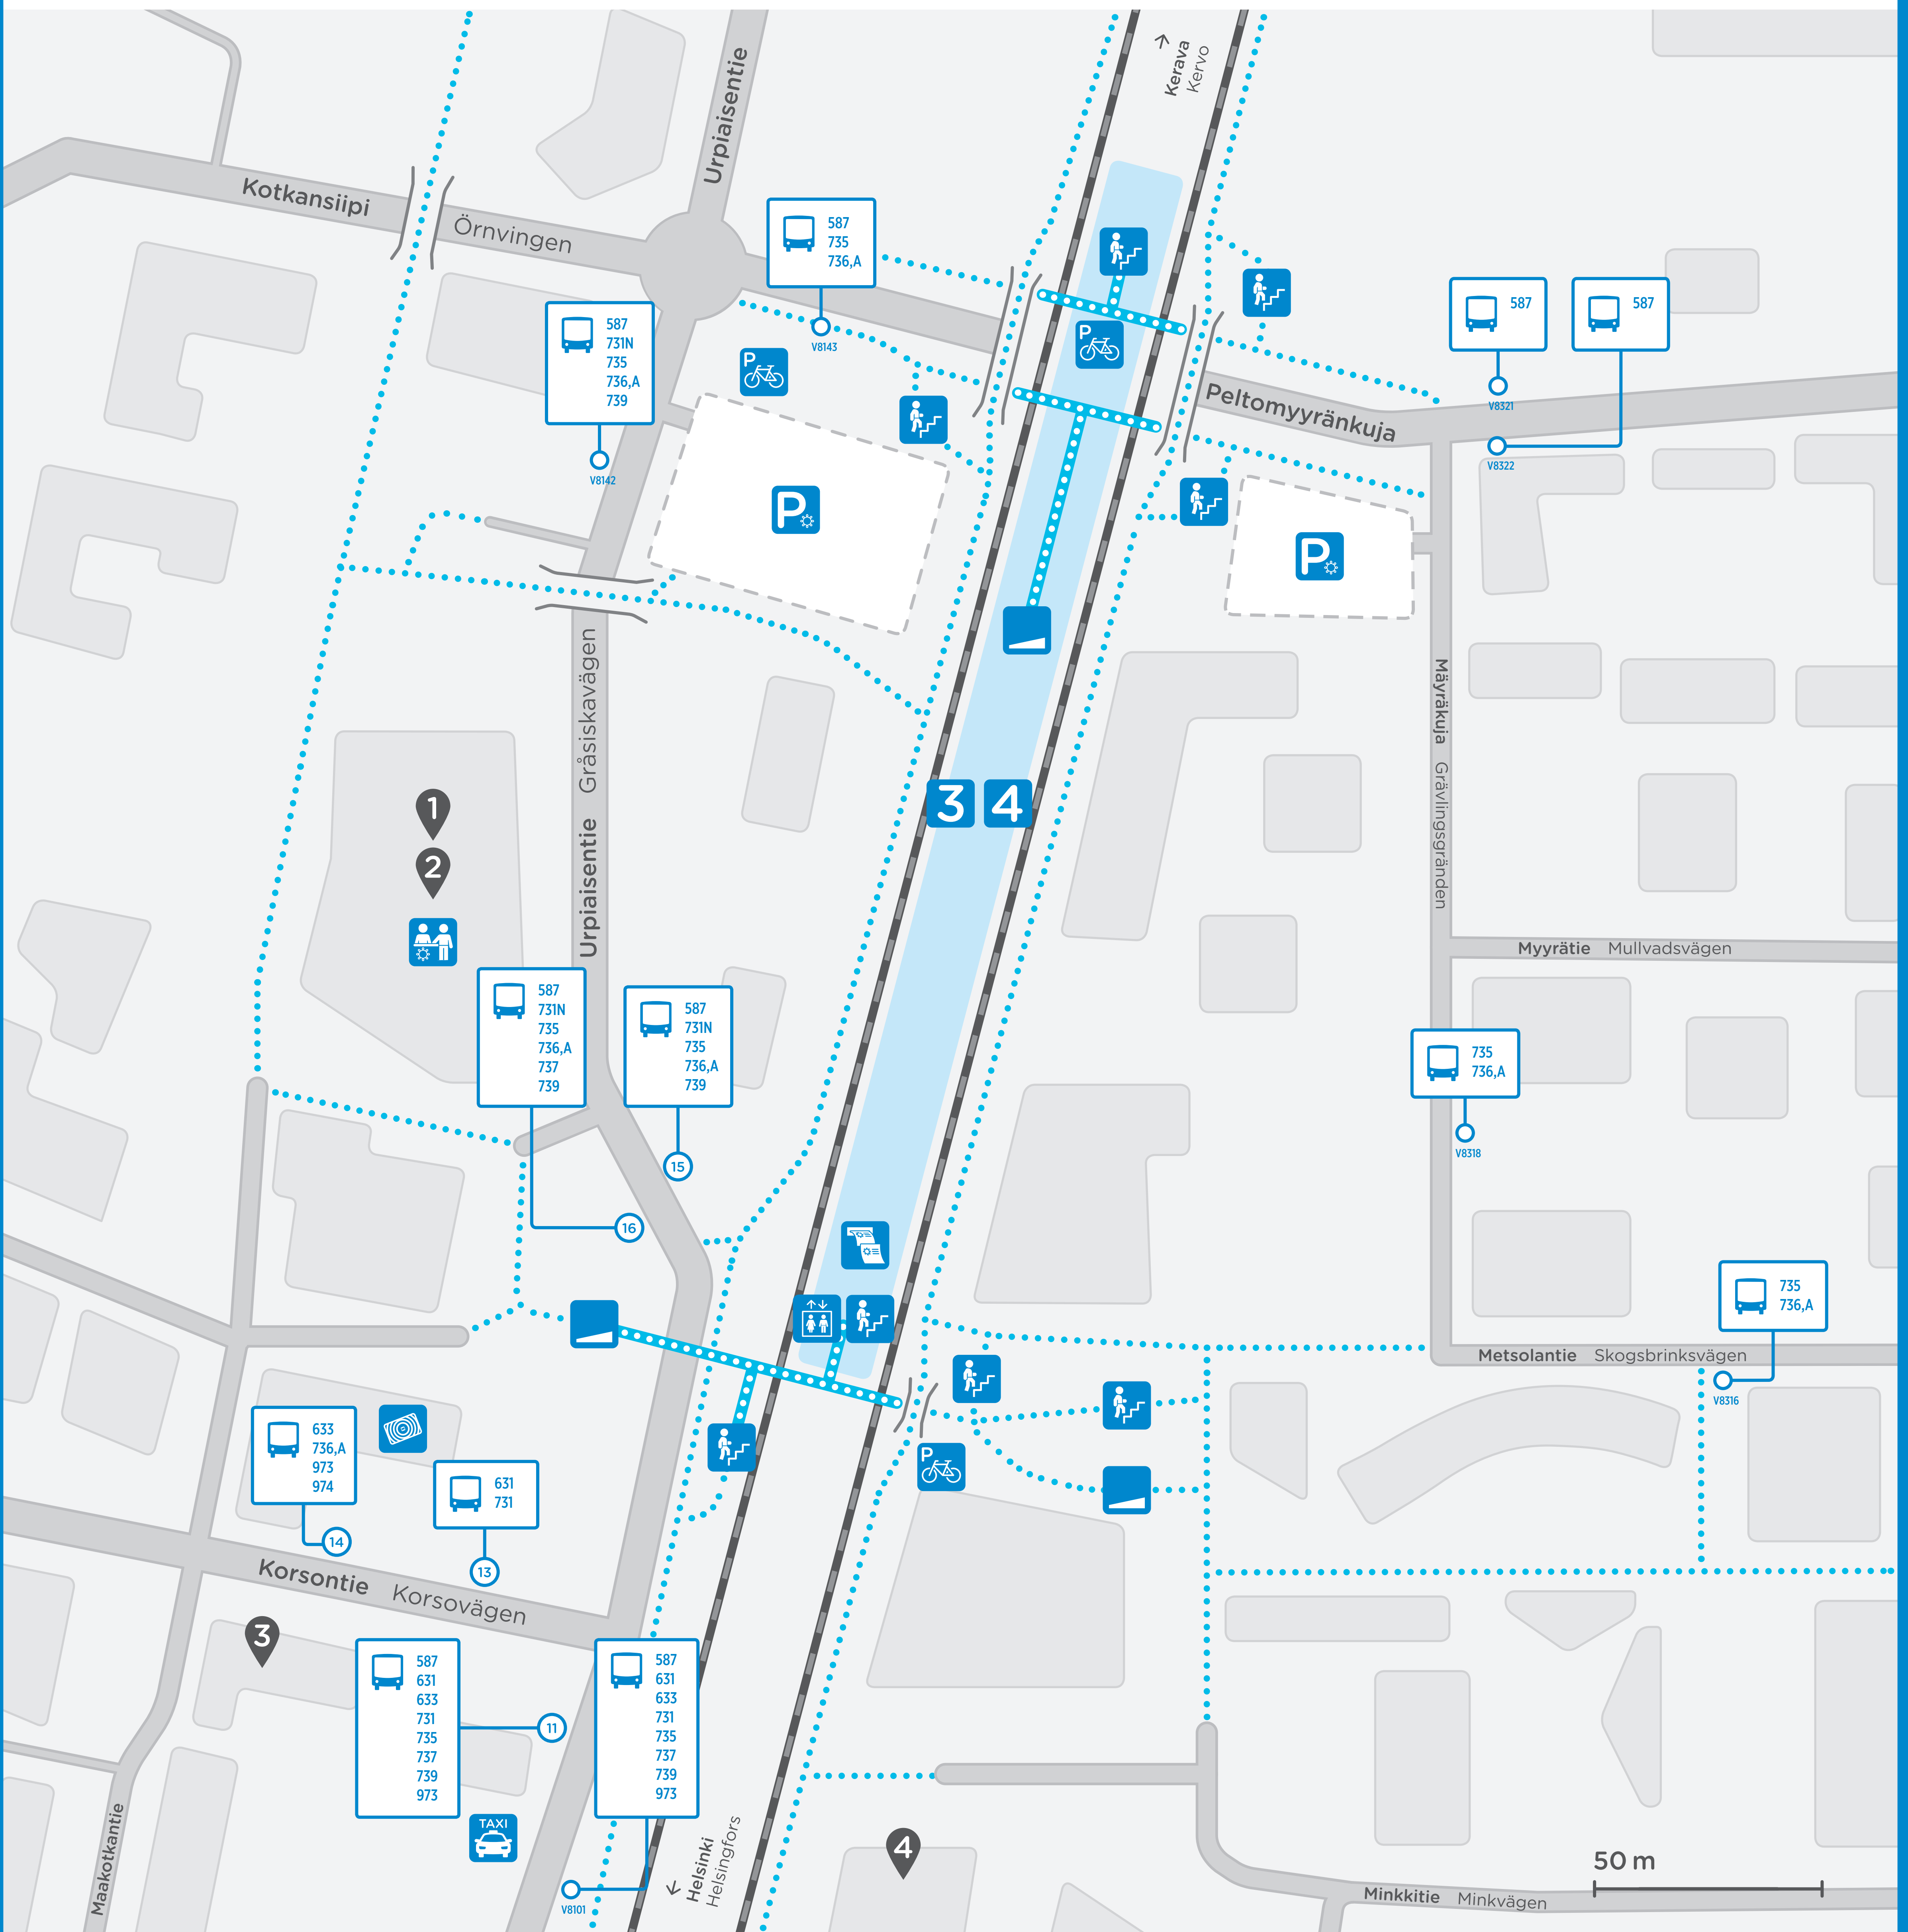 Kerava
Kervo
Urpiaisentie
Kotkansiipi
Örnvingen
587
735
736,A
V8143
587
731N
735
736,A
739
V8142
P
P
P
587
V8321
587
V8322
Peltomyyränkuja
P
Urpiaisentie Gråsiskavägen
Mäyräkuja Grävlingsgränden
1
2
3 4
Myyrätie Mullvadsvägen
587
731N
735
736,A
737
739
16
587
731N
735
736,A
739
15
735
736,A
V8318
735
736,A
V8316
Metsolantie Skogsbrinksvägen
633
736,A
973
974
14
631
731
13
P
Korsontie Korsovägen
3
587
631
633
731
735
737
739
973
11
587
631
633
731
735
737
739
973
V8101
TAXI
Maakotkantie
Helsinki
Helsingfors
4
50 m
Minkkitie Minkvägen